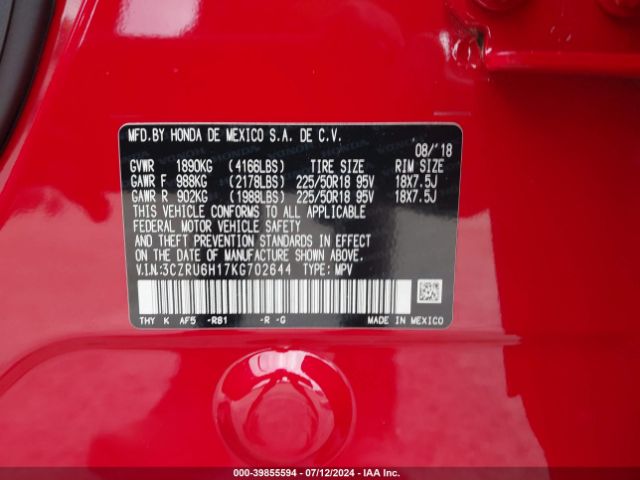 MFD.BY HONDA DE MEXICO S.A. DE C.V.
08/'18
GVWR 1890KG (4166LBS) TIRE SIZE RIM SIZE
GAWR F 988KG (2178LBS) 225/50R18 95V 18X7.5J
GAWR R 902KG (1988LBS) 225/50R18 95V 18X7.5J
THIS VEHICLE CONFORMS TO ALL APPLICABLE
FEDERAL MOTOR VEHICLE SAFETY
AND THEFT PREVENTION STANDARDS IN EFFECT
ON THE DATE OF MANUFACTURE SHOWN ABOVE.
V.I.N:3CZRU6H17KG702644 TYPE: MPV
THY K AF5 -R81 -R -G MADE IN MEXICO
000-39855594 - 07/12/2024 - IAA Inc.